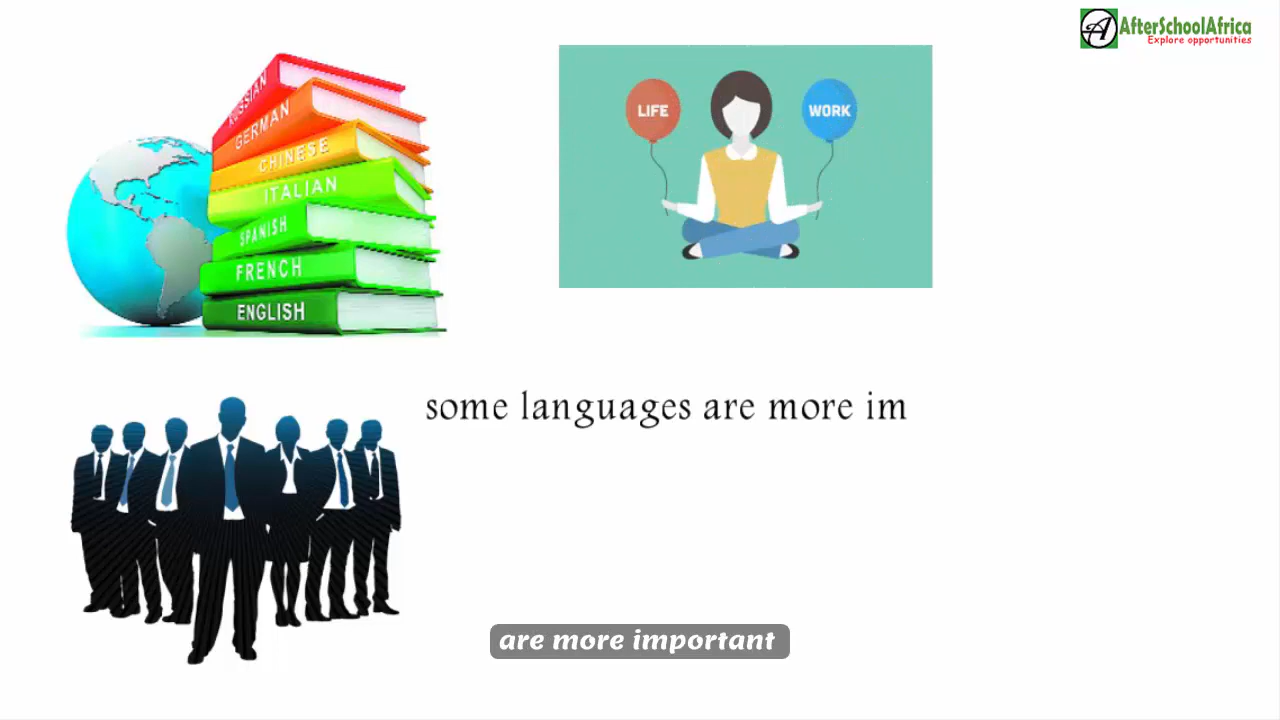 AfterSchoolAfrica
Explore opportunities
RUSSIAN
GERMAN
CHINESE
ITALIAN
SPANISH
FRENCH
ENGLISH
LIFE
WORK
some languages are more im
are more important